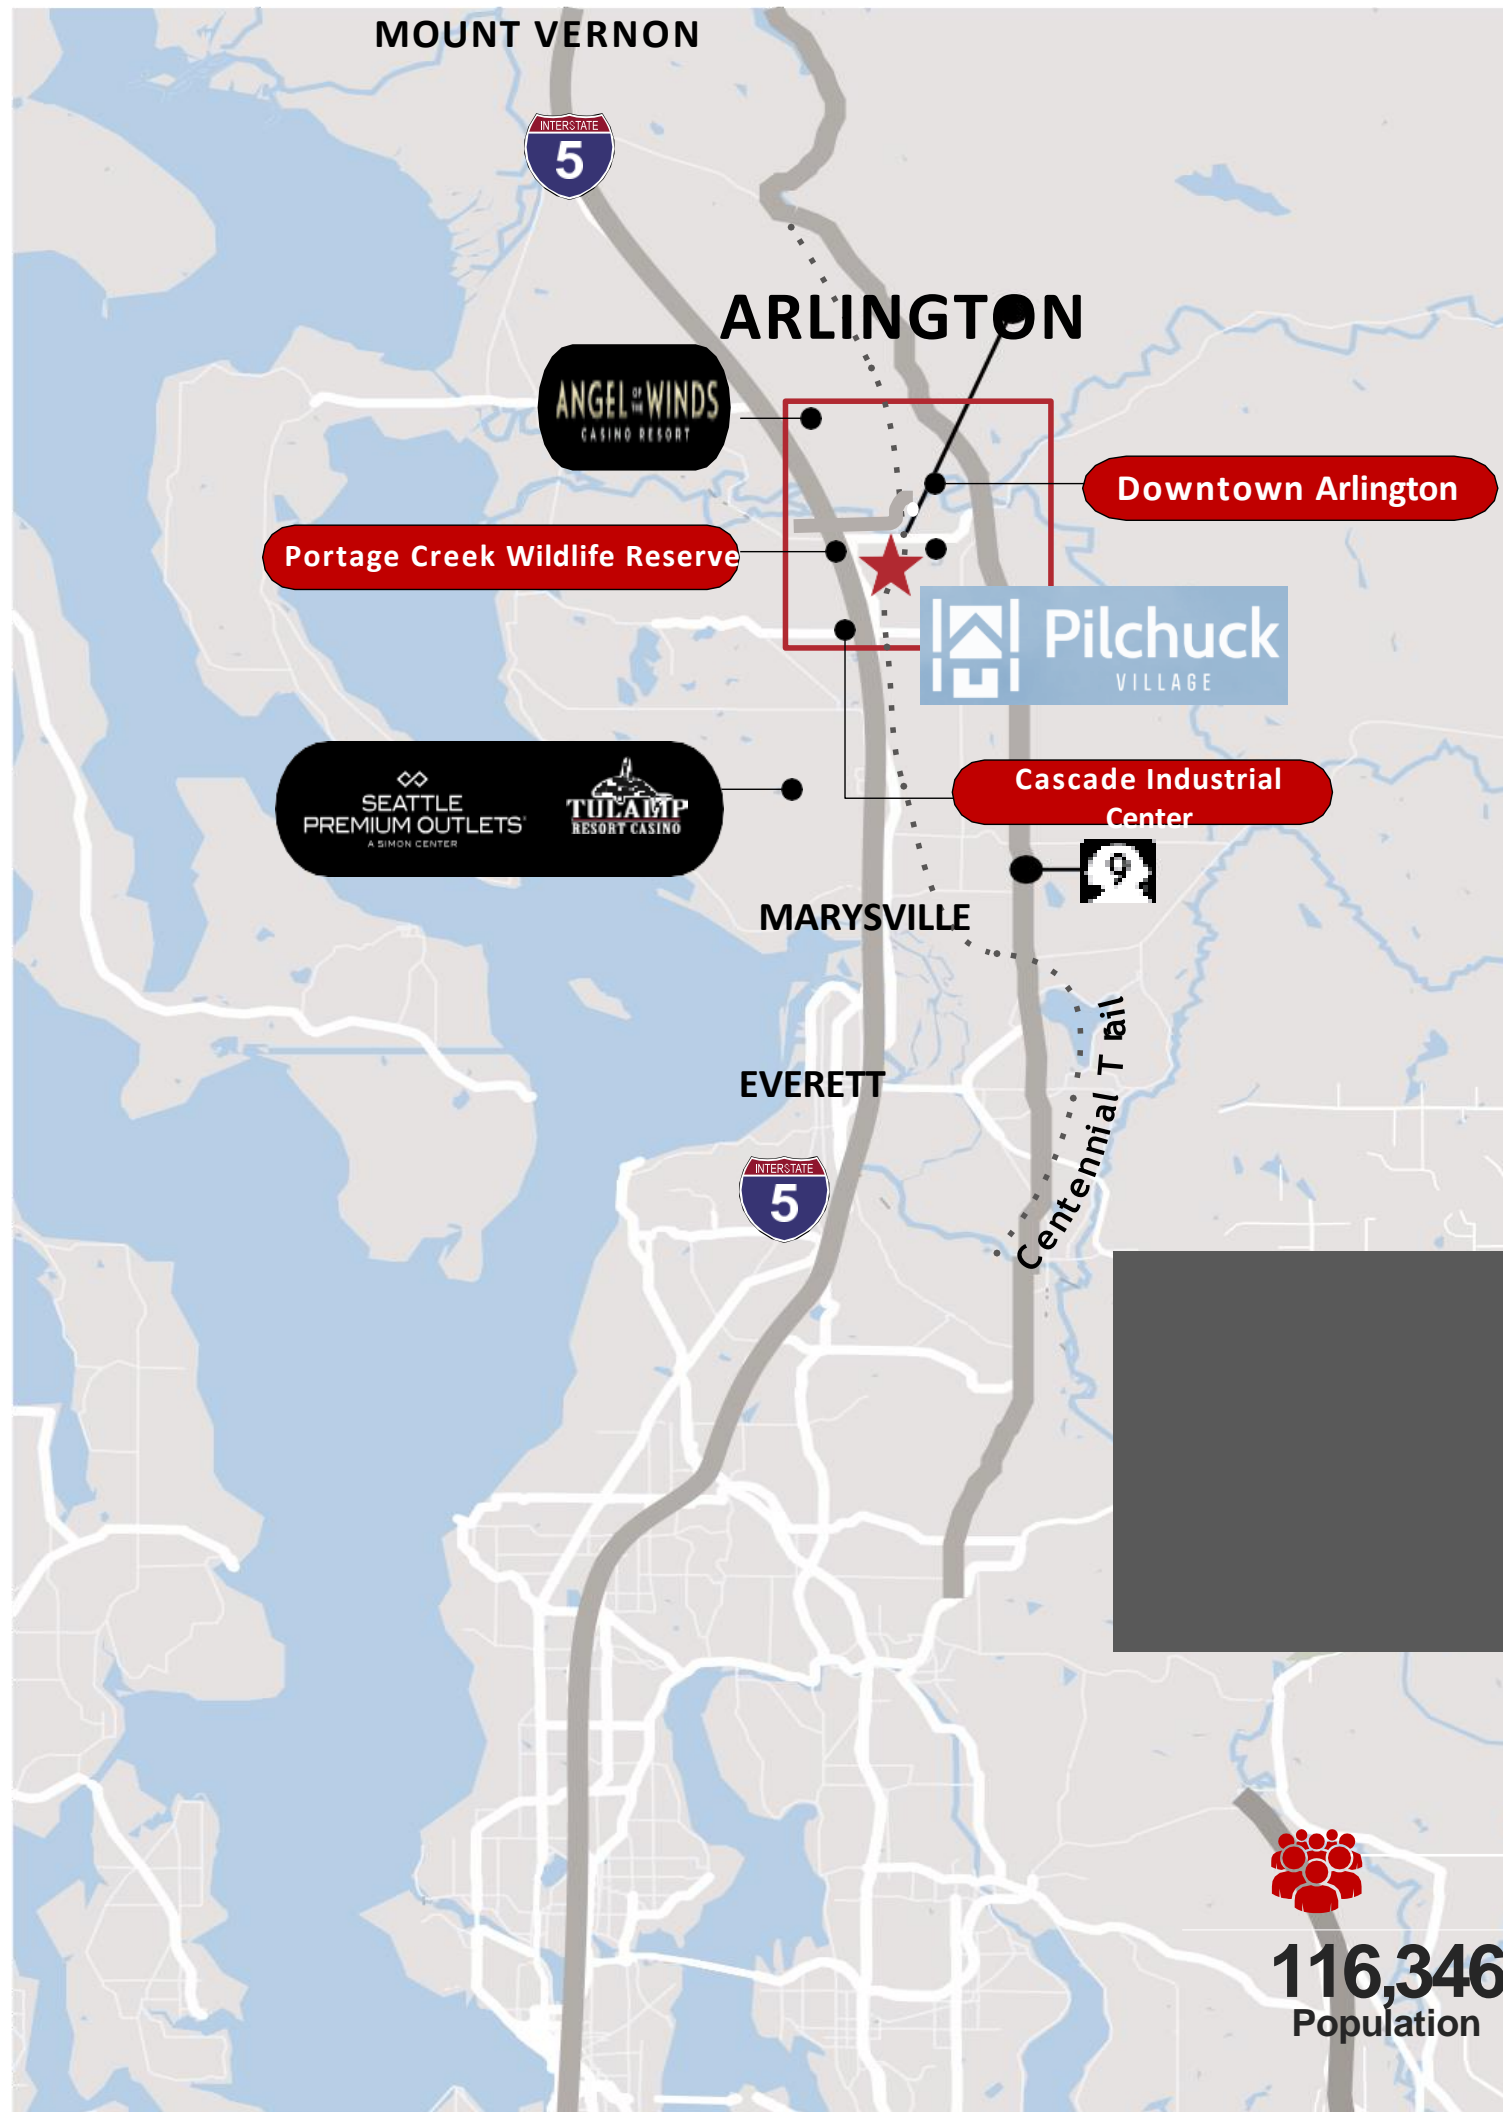 MOUNT VERNON
INTERSTATE
5
ARLINGTON
ANGEL OF THE WINDS
CASINO RESORT
Downtown Arlington
Portage Creek Wildlife Reserve
Pilchuck
VILLAGE
SEATTLE
PREMIUM OUTLETS®
A SIMON CENTER
TULALIP
RESORT CASINO
Cascade Industrial
Center
9
MARYSVILLE
Centennial Trail
EVERETT
INTERSTATE
5
116,346
Population